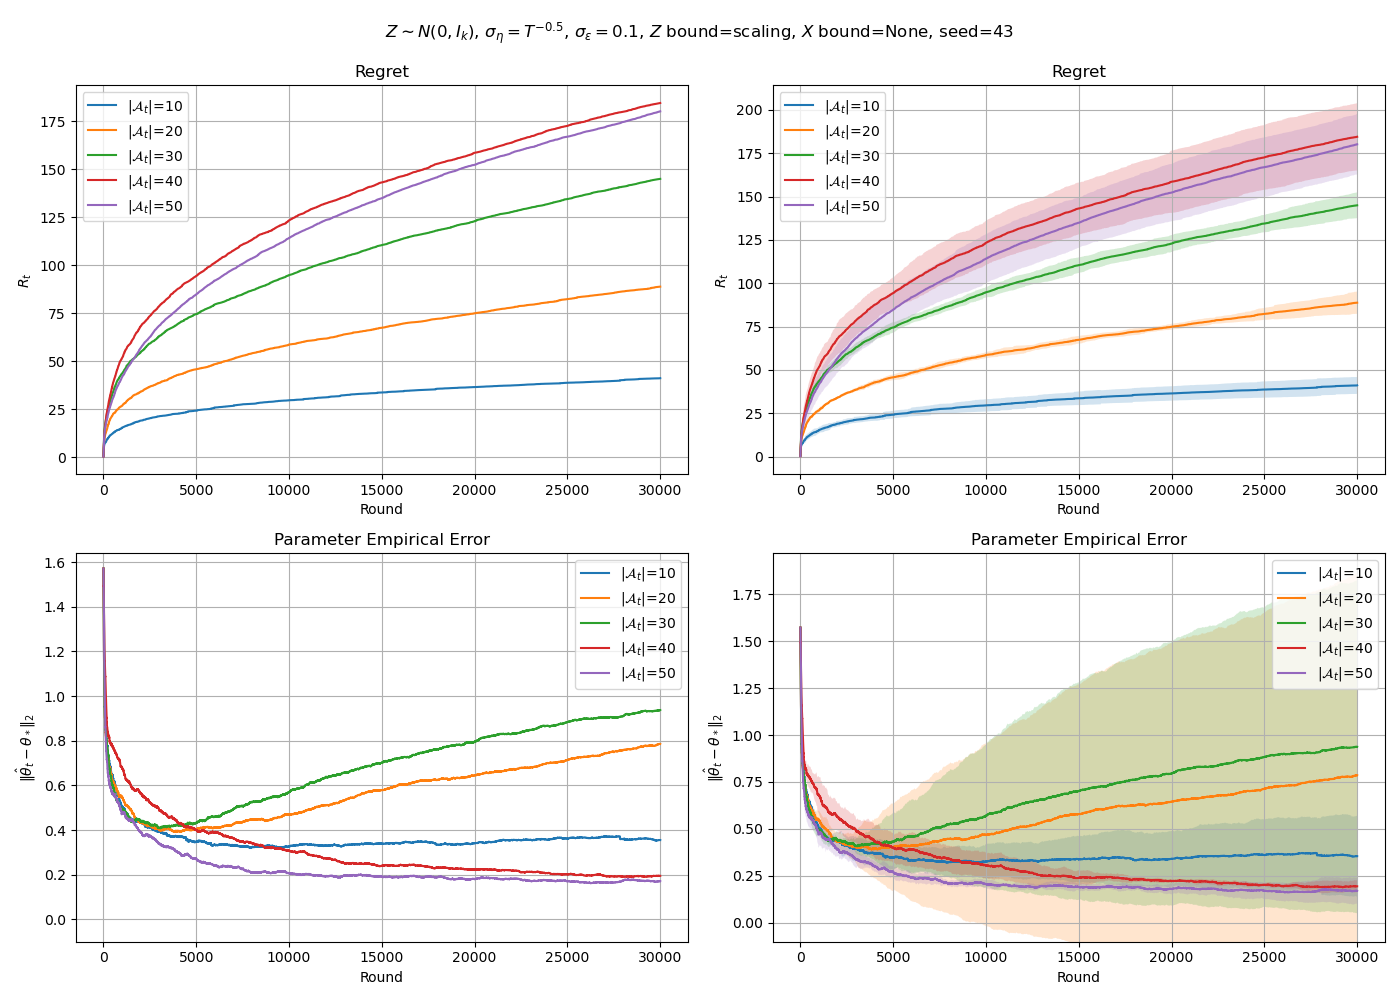 Z ∼ N(0, I_k), σ_η = T^{−0.5}, σ_ε = 0.1, Z bound=scaling, X bound=None, seed=43
Regret
R_t
175
150
125
100
75
50
25
0
|𝒜_t|=10
|𝒜_t|=20
|𝒜_t|=30
|𝒜_t|=40
|𝒜_t|=50
0 5000 10000 15000 20000 25000 30000
Round
Regret
R_t
200
175
150
125
100
75
50
25
0
|𝒜_t|=10
|𝒜_t|=20
|𝒜_t|=30
|𝒜_t|=40
|𝒜_t|=50
0 5000 10000 15000 20000 25000 30000
Round
Parameter Empirical Error
‖θ̂_t − θ_*‖_2
1.6
1.4
1.2
1.0
0.8
0.6
0.4
0.2
0.0
|𝒜_t|=10
|𝒜_t|=20
|𝒜_t|=30
|𝒜_t|=40
|𝒜_t|=50
0 5000 10000 15000 20000 25000 30000
Round
Parameter Empirical Error
‖θ̂_t − θ_*‖_2
1.75
1.50
1.25
1.00
0.75
0.50
0.25
0.00
|𝒜_t|=10
|𝒜_t|=20
|𝒜_t|=30
|𝒜_t|=40
|𝒜_t|=50
0 5000 10000 15000 20000 25000 30000
Round